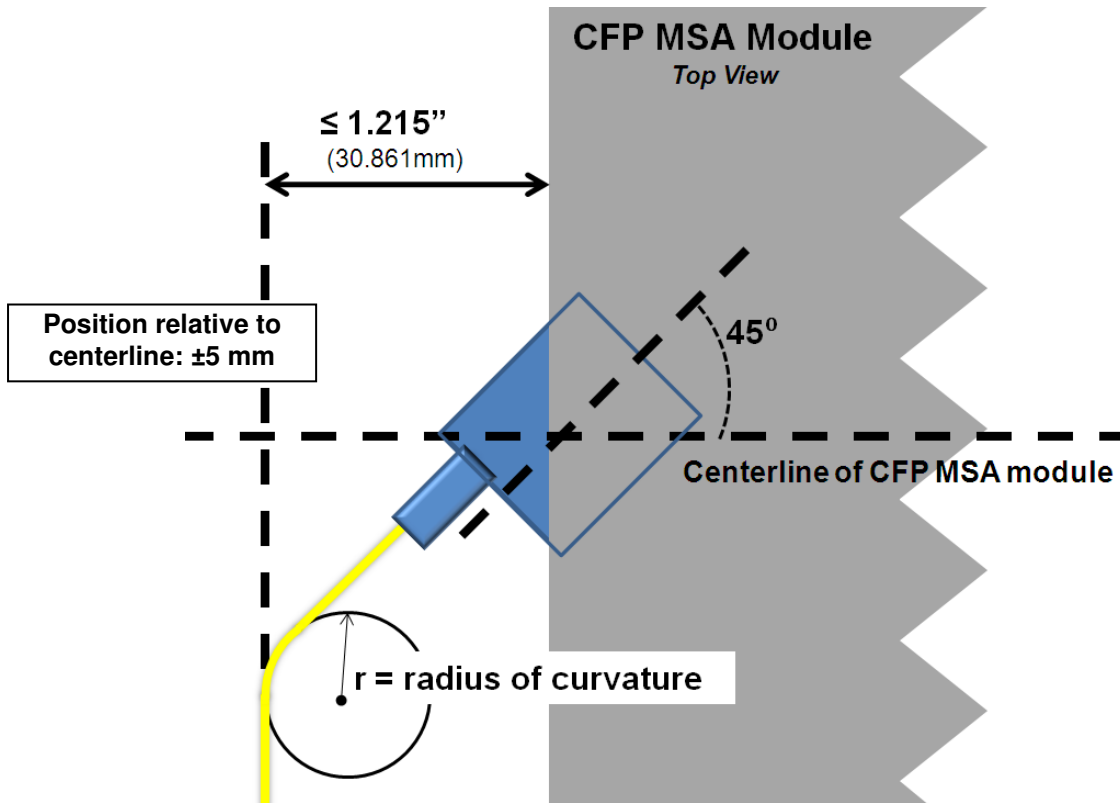 CFP MSA Module
Top View
≤ 1.215”
(30.861mm)
Position relative to
centerline: ±5 mm
45⁰
Centerline of CFP MSA module
r = radius of curvature